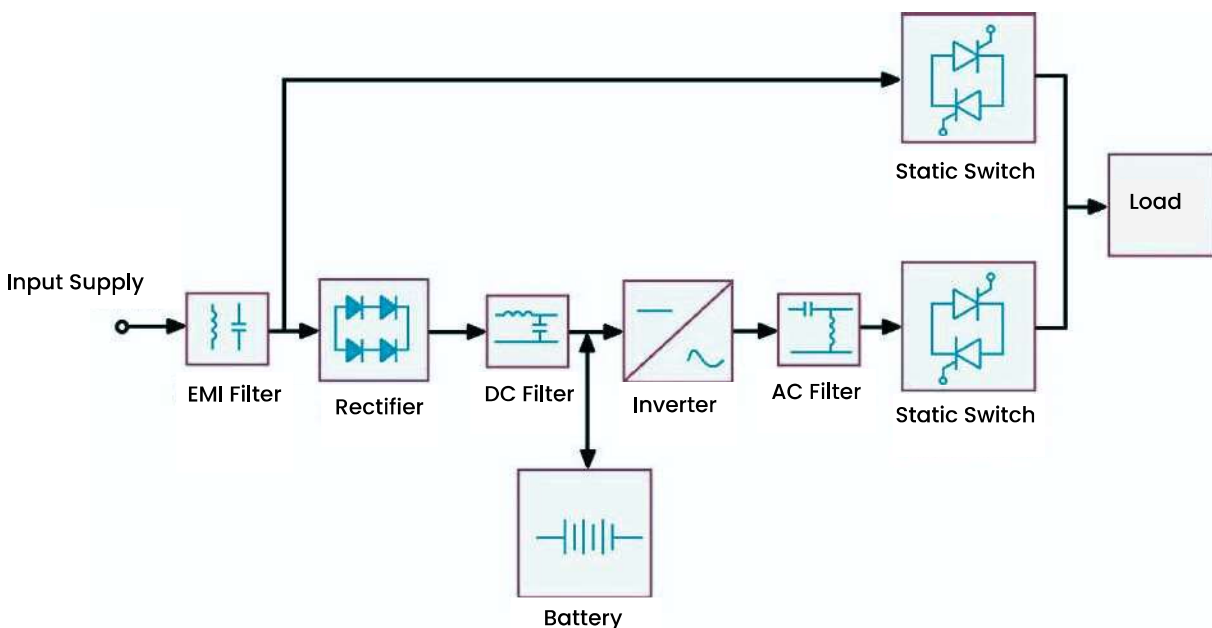 Static Switch
Load
Input Supply
EMI Filter
Rectifier
DC Filter
Inverter
AC Filter
Static Switch
Battery